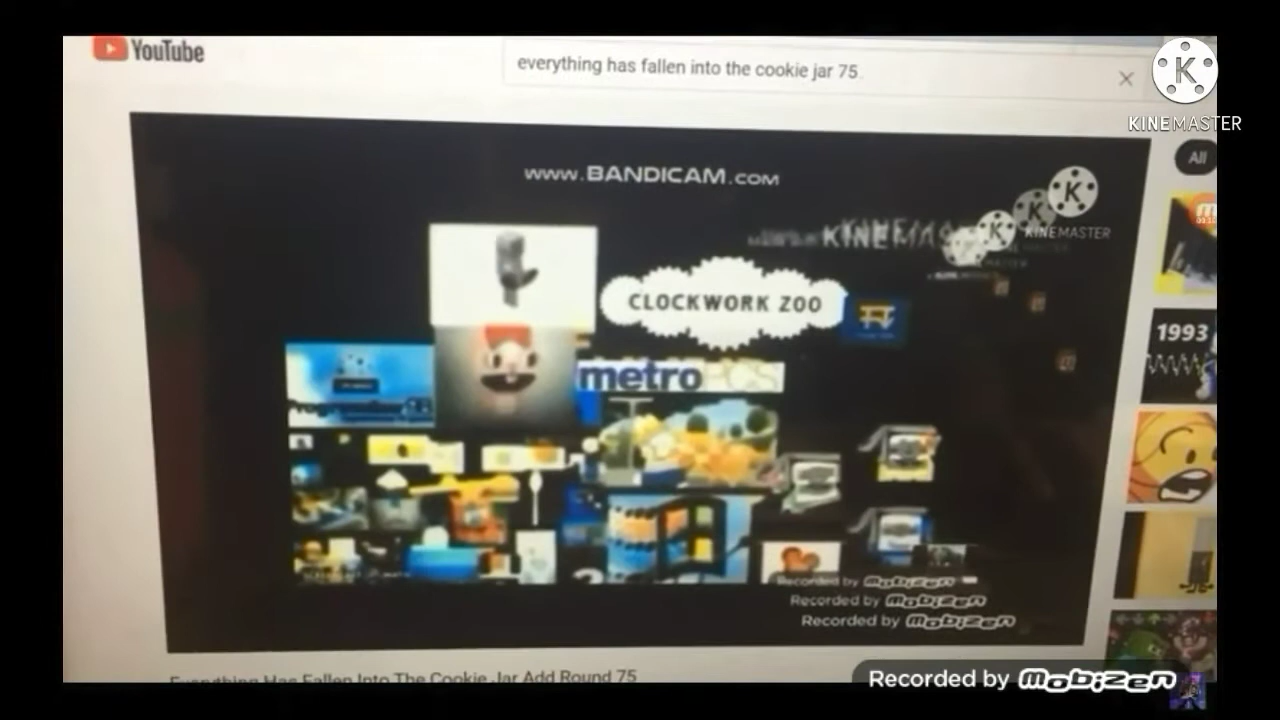 YouTube
everything has fallen into the cookie jar 75
KINEMASTER
All
www.BANDICAM.COM
KINEMASTER
KINEMA
CLOCKWORK ZOO
metroPCS
1993
Recorded by Mobizen
Recorded by Mobizen
Recorded by Mobizen
Everything Has Fallen Into The Cookie Jar Add Round 75
Recorded by Mobizen